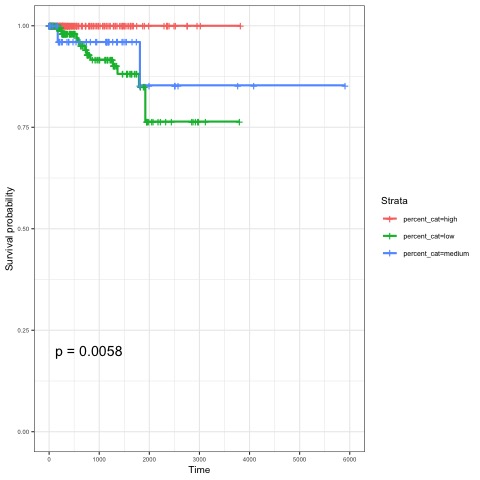 1.00
0.75
0.50
0.25
0.00
Survival probability
p = 0.0058
0
1000
2000
3000
4000
5000
6000
Time
Strata
percent_cat=high
percent_cat=low
percent_cat=medium